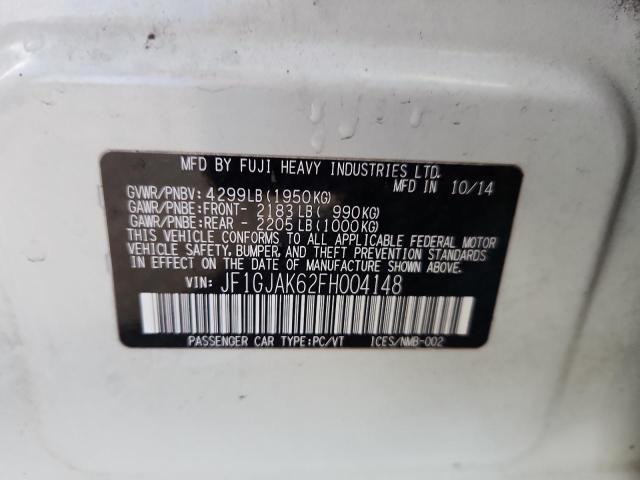 MFD BY FUJI HEAVY INDUSTRIES LTD.
MFD IN 10/14
GVWR/PNBV: 4299LB(1950KG)
GAWR/PNBE:FRONT- 2183LB( 990KG)
GAWR/PNBE:REAR - 2205LB(1000KG)
THIS VEHICLE CONFORMS TO ALL APPLICABLE FEDERAL MOTOR
VEHICLE SAFETY, BUMPER, AND THEFT PREVENTION STANDARDS
IN EFFECT ON THE DATE OF MANUFACTURE SHOWN ABOVE.
VIN: JF1GJAK62FH004148
PASSENGER CAR TYPE:PC/VT ICES/NMB-002